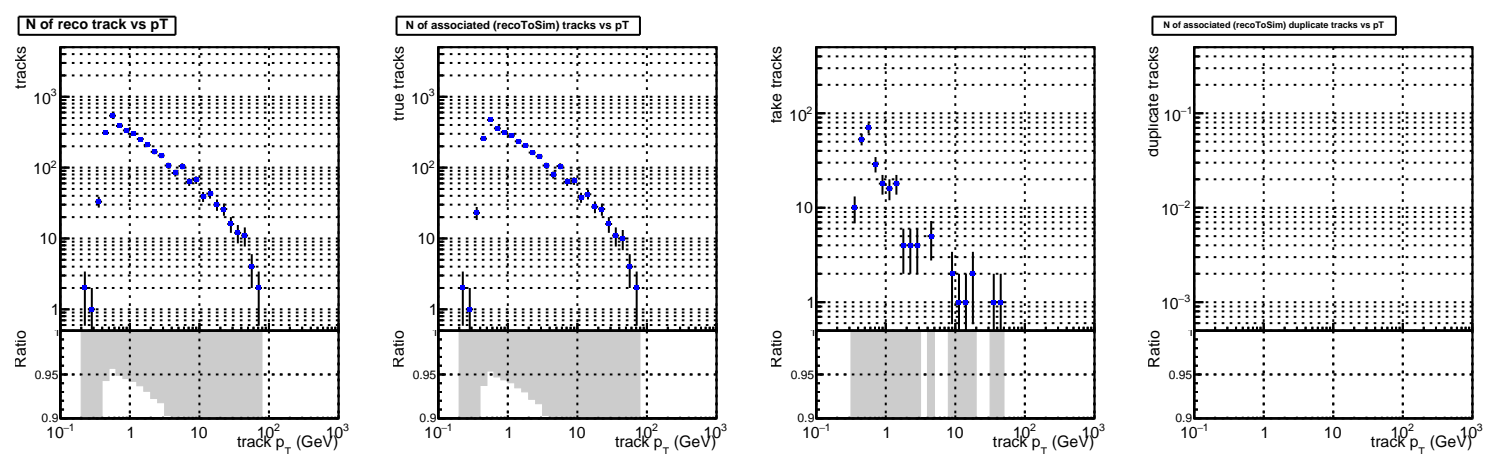 N of reco track vs pT
tracks
10³
10²
10
1
Ratio
1
0.95
0.9
10⁻¹ 1 10 10² 10³
track p_T (GeV)
N of associated (recoToSim) tracks vs pT
true tracks
10³
10²
10
1
Ratio
1
0.95
0.9
10⁻¹ 1 10 10² 10³
track p_T (GeV)
fake tracks
10²
10
1
Ratio
1
0.95
0.9
10⁻¹ 1 10 10² 10³
track p_T (GeV)
N of associated (recoToSim) duplicate tracks vs pT
duplicate tracks
10⁻¹
10⁻²
10⁻³
Ratio
1
0.95
0.9
10⁻¹ 1 10 10² 10³
track p_T (GeV)